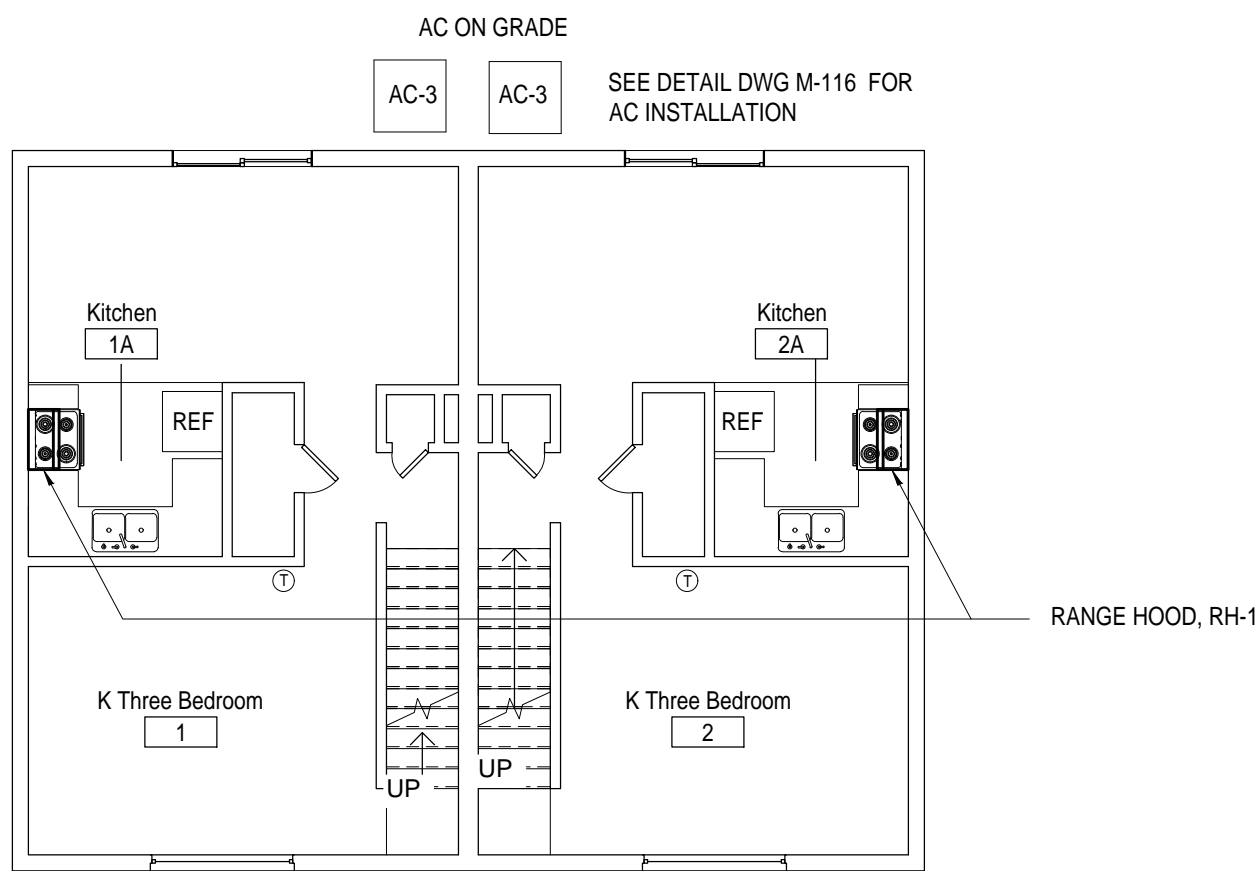 AC ON GRADE
AC-3
AC-3
SEE DETAIL DWG M-116 FOR
AC INSTALLATION
Kitchen
1A
Kitchen
2A
REF
REF
T
T
RANGE HOOD, RH-1
K Three Bedroom
1
K Three Bedroom
2
UP
UP